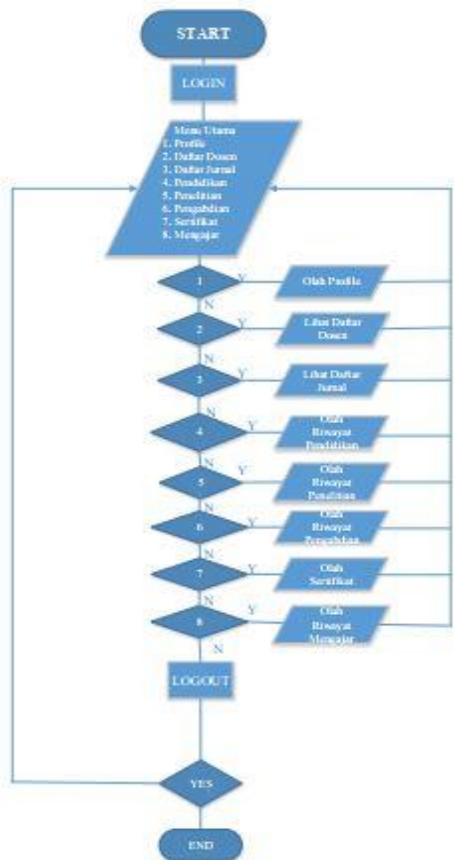 START
LOGIN
Menu Utama
1. Profile
2. Daftar Dosen
3. Daftar Jurnal
4. Pendidikan
5. Penelitian
6. Pengabdian
7. Sertifikat
8. Mengajar
1
Y
Olah Profile
N
2
Y
Lihat Daftar
Dosen
N
3
Y
Lihat Daftar
Jurnal
N
4
Y
Olah
Riwayat
Pendidikan
N
5
Y
Olah
Riwayat
Penelitian
N
6
Y
Olah
Riwayat
Pengabdian
N
7
Y
Olah
Sertifikat
N
8
Y
Olah
Riwayat
Mengajar
N
LOGOUT
YES
END